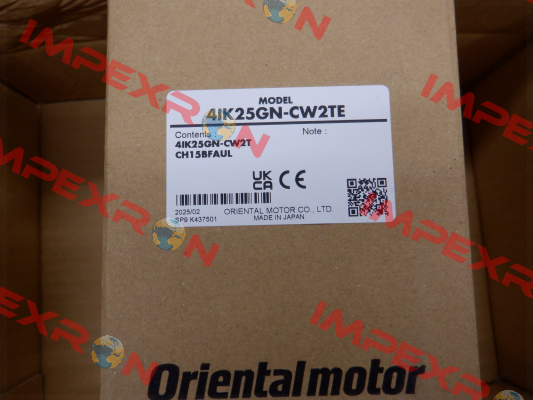 MODEL
4IK25GN-CW2TE
Contents : Note :
4IK25GN-CW2T
CH15BFAUL
UK CA CE
2025/02 ORIENTAL MOTOR CO., LTD.
SP9 K437501 MADE IN JAPAN
Orientalmotor
IMPEXRON
IMPEXRON
IMPEXRON
IMPEXRON